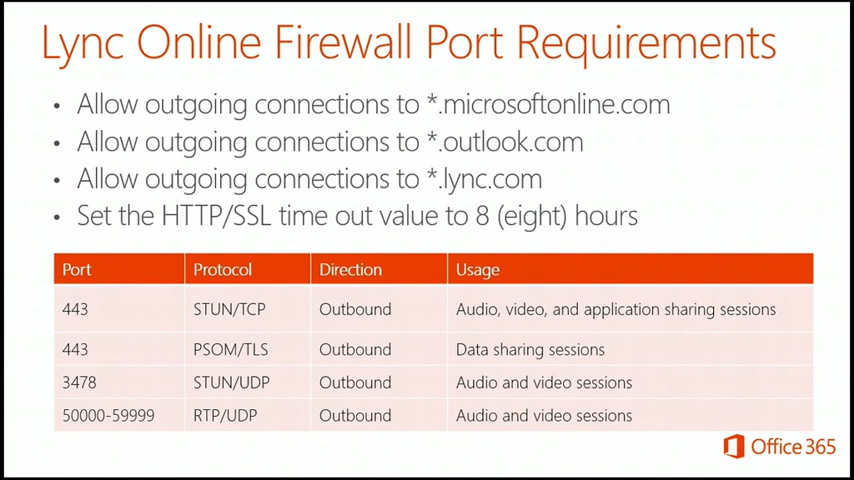 Lync Online Firewall Port Requirements
• Allow outgoing connections to *.microsoftonline.com
• Allow outgoing connections to *.outlook.com
• Allow outgoing connections to *.lync.com
• Set the HTTP/SSL time out value to 8 (eight) hours
Port Protocol Direction Usage
443 STUN/TCP Outbound Audio, video, and application sharing sessions
443 PSOM/TLS Outbound Data sharing sessions
3478 STUN/UDP Outbound Audio and video sessions
50000-59999 RTP/UDP Outbound Audio and video sessions
Office 365